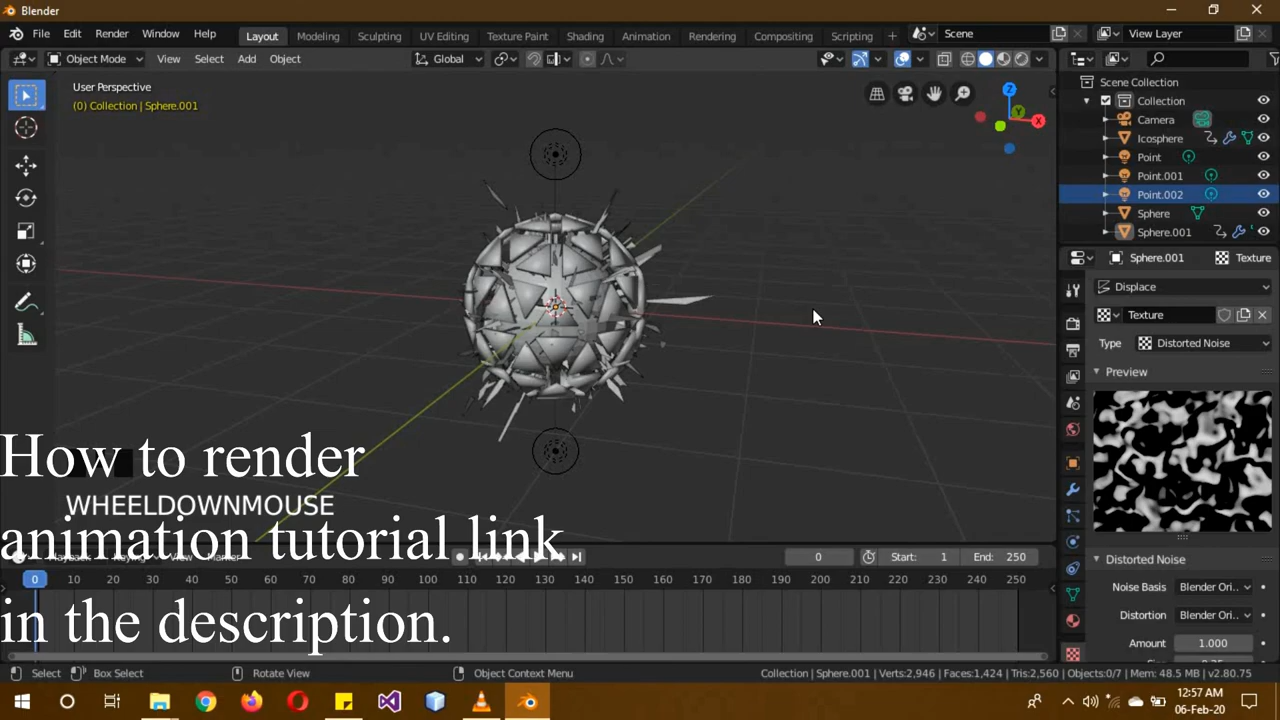 Blender
File Edit Render Window Help
Layout Modeling Sculpting UV Editing Texture Paint Shading Animation Rendering Compositing Scripting
Scene
View Layer
Object Mode View Select Add Object
Global
User Perspective
(0) Collection | Sphere.001
Z
X
Y
Scene Collection
Collection
Camera
Icosphere
Point
Point.001
Point.002
Sphere
Sphere.001
Sphere.001 Texture
Displace
Texture
Type Distorted Noise
Preview
Distorted Noise
Noise Basis Blender Ori..
Distortion Blender Ori..
Amount 1.000
How to render
WHEELDOWNMOUSE
animation tutorial link
in the description.
View Marker
0 Start: 1 End: 250
0 10 20 30 40 50 60 70 80 90 100 110 120 130 140 150 160 170 180 190 200 210 220 230 240 250
Select Box Select Rotate View Object Context Menu
Collection | Sphere.001 | Verts:2,946 | Faces:1,424 | Tris:2,560 | Objects:0/7 | Mem: 48.5 MB | v2.80.75
12:57 AM
06-Feb-20